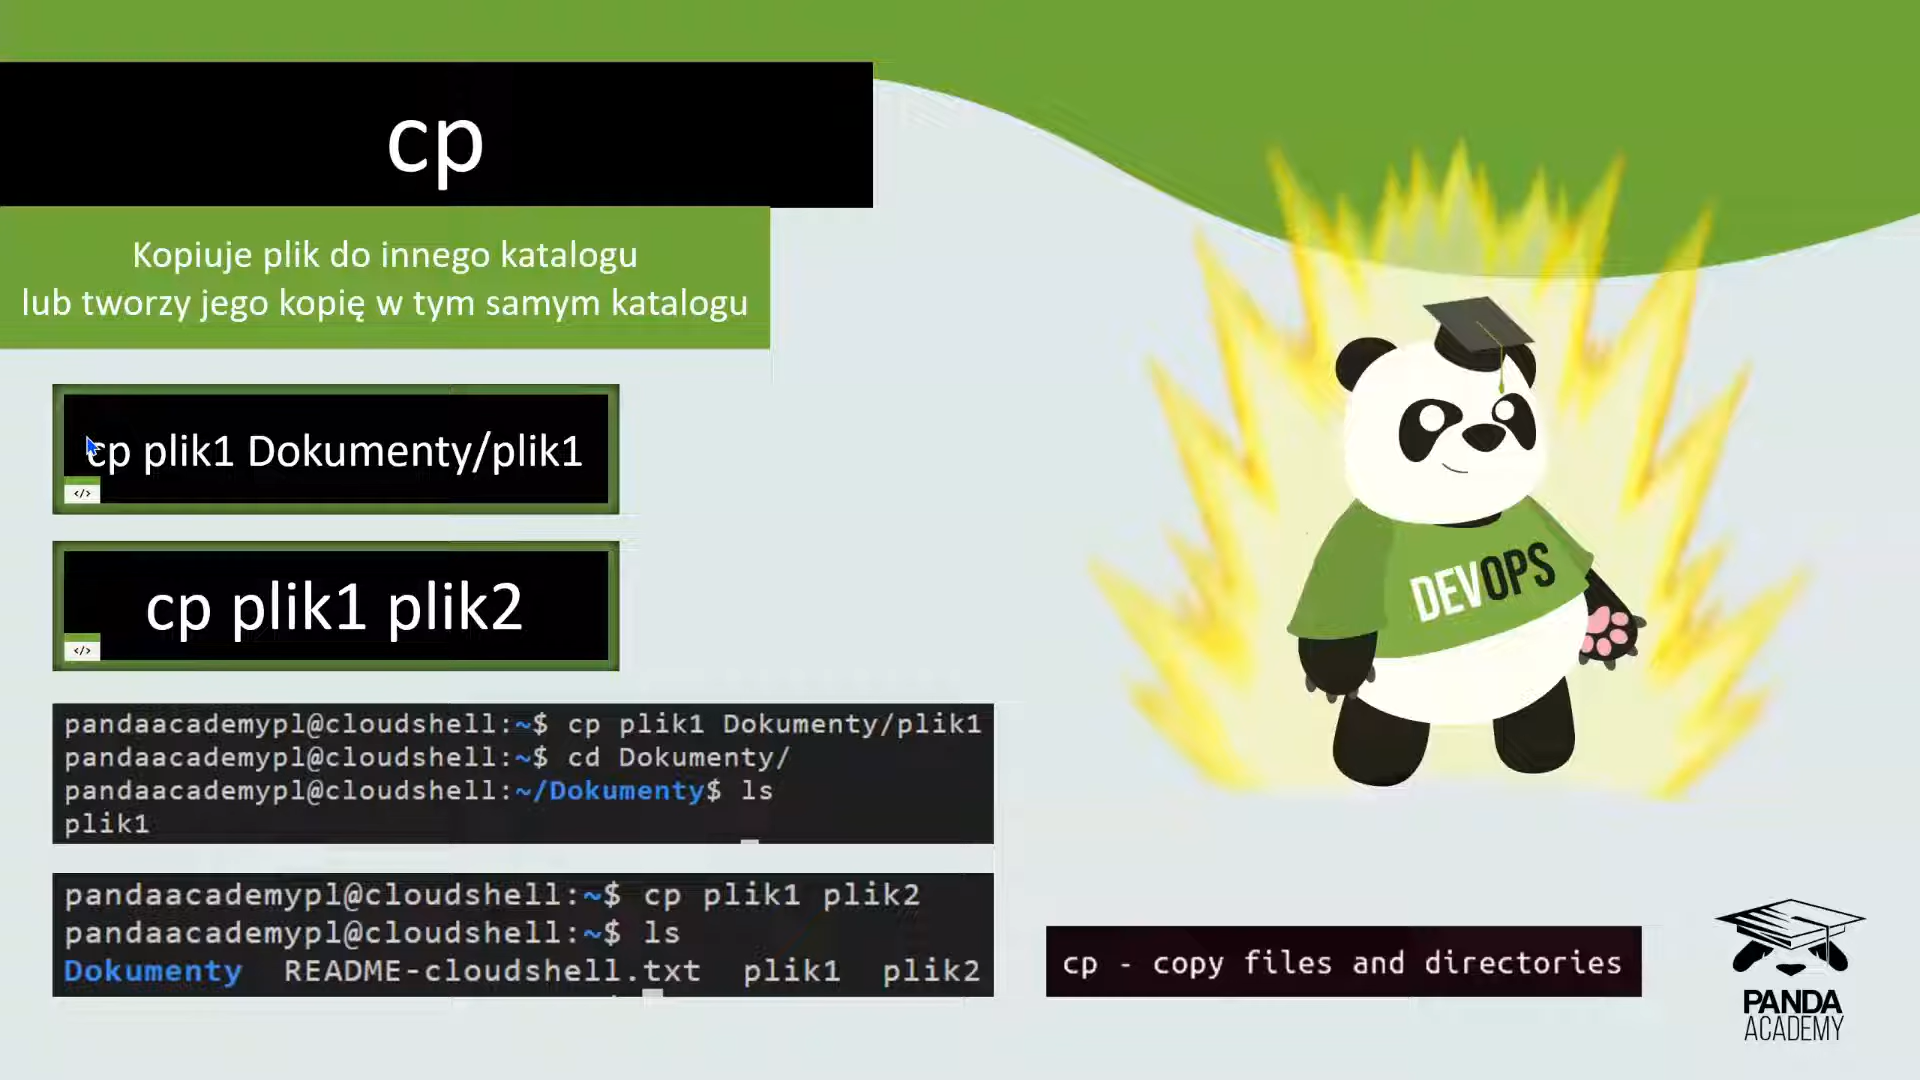 cp
Kopiuje plik do innego katalogu
lub tworzy jego kopię w tym samym katalogu
cp plik1 Dokumenty/plik1
</>
cp plik1 plik2
</>
pandaacademypl@cloudshell:~$ cp plik1 Dokumenty/plik1
pandaacademypl@cloudshell:~$ cd Dokumenty/
pandaacademypl@cloudshell:~/Dokumenty$ ls
plik1
pandaacademypl@cloudshell:~$ cp plik1 plik2
pandaacademypl@cloudshell:~$ ls
Dokumenty README-cloudshell.txt plik1 plik2
DEVOPS
cp - copy files and directories
PANDA
ACADEMY